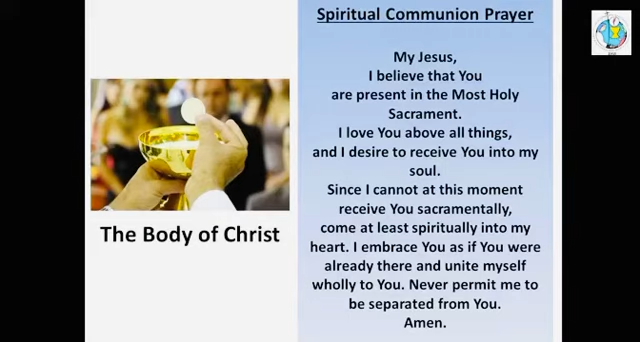 Spiritual Communion Prayer
My Jesus,
I believe that You
are present in the Most Holy
Sacrament.
I love You above all things,
and I desire to receive You into my
soul.
Since I cannot at this moment
receive You sacramentally,
come at least spiritually into my
heart. I embrace You as if You were
already there and unite myself
wholly to You. Never permit me to
be separated from You.
Amen.
The Body of Christ